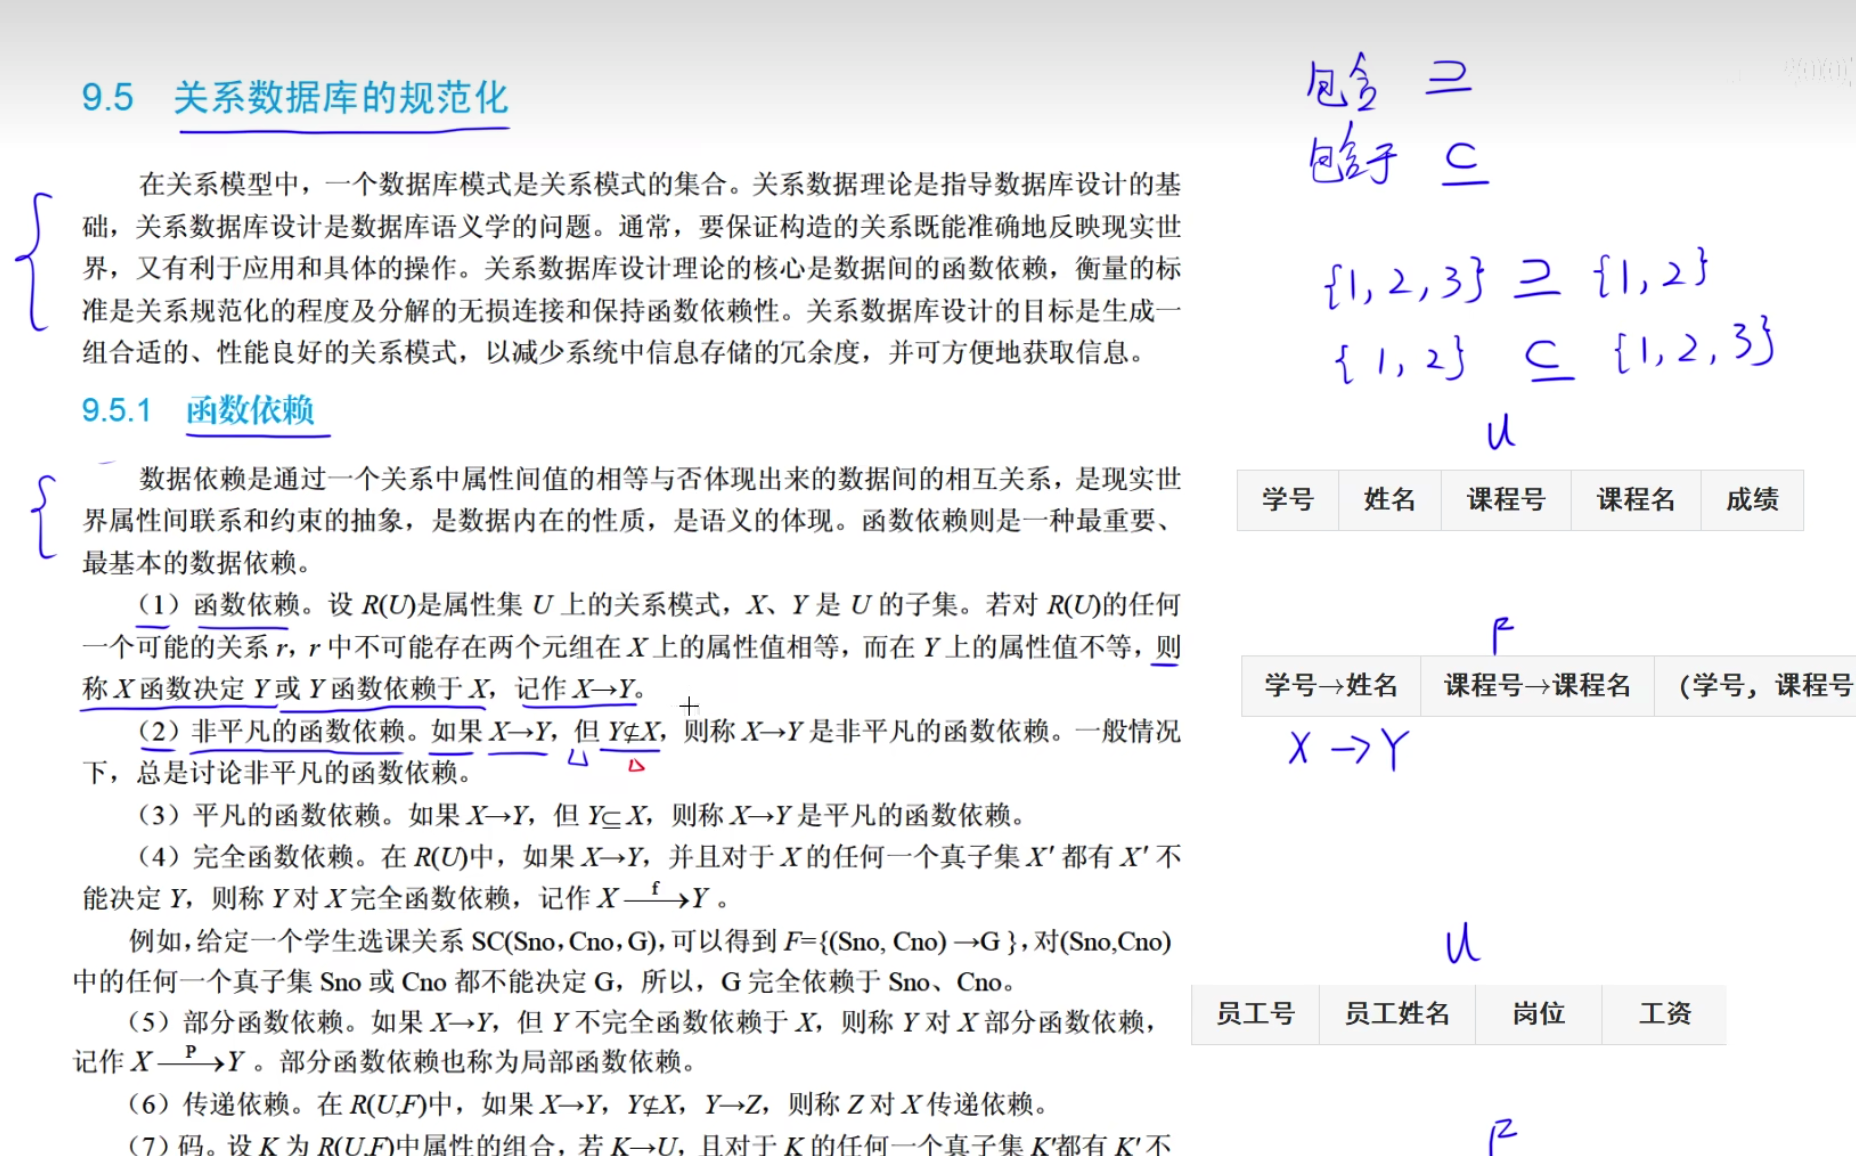 9.5 关系数据库的规范化
在关系模型中，一个数据库模式是关系模式的集合。关系数据理论是指导数据库设计的基
础，关系数据库设计是数据库语义学的问题。通常，要保证构造的关系既能准确地反映现实世
界，又有利于应用和具体的操作。关系数据库设计理论的核心是数据间的函数依赖，衡量的标
准是关系规范化的程度及分解的无损连接和保持函数依赖性。关系数据库设计的目标是生成一
组合适的、性能良好的关系模式，以减少系统中信息存储的冗余度，并可方便地获取信息。
9.5.1 函数依赖
数据依赖是通过一个关系中属性间值的相等与否体现出来的数据间的相互关系，是现实世
界属性间联系和约束的抽象，是数据内在的性质，是语义的体现。函数依赖则是一种最重要、
最基本的数据依赖。
（1）函数依赖。设 R(U)是属性集 U 上的关系模式，X、Y 是 U 的子集。若对 R(U)的任何
一个可能的关系 r，r 中不可能存在两个元组在 X 上的属性值相等，而在 Y 上的属性值不等，则
称 X 函数决定 Y 或 Y 函数依赖于 X，记作 X→Y。
（2）非平凡的函数依赖。如果 X→Y，但 Y⊈X，则称 X→Y 是非平凡的函数依赖。一般情况
下，总是讨论非平凡的函数依赖。
（3）平凡的函数依赖。如果 X→Y，但 Y⊆X，则称 X→Y 是平凡的函数依赖。
（4）完全函数依赖。在 R(U)中，如果 X→Y，并且对于 X 的任何一个真子集 X′ 都有 X′ 不
能决定 Y，则称 Y 对 X 完全函数依赖，记作 X —f→ Y 。
例如，给定一个学生选课关系 SC(Sno，Cno，G)，可以得到 F={(Sno, Cno) →G }，对(Sno,Cno)
中的任何一个真子集 Sno 或 Cno 都不能决定 G，所以，G 完全依赖于 Sno、Cno。
（5）部分函数依赖。如果 X→Y，但 Y 不完全函数依赖于 X，则称 Y 对 X 部分函数依赖，
记作 X —P→ Y 。部分函数依赖也称为局部函数依赖。
（6）传递依赖。在 R(U,F)中，如果 X→Y，Y⊈X，Y→Z，则称 Z 对 X 传递依赖。
（7）码。设 K 为 R(U,F)中属性的组合，若 K→U，且对于 K 的任何一个真子集 K′都有 K′ 不
包含 ⊇
包含于 ⊆
{1, 2, 3} ⊇ {1, 2}
{1, 2} ⊆ {1, 2, 3}
U
学号 姓名 课程号 课程名 成绩
F
学号→姓名 课程号→课程名 (学号, 课程号
X → Y
U
员工号 员工姓名 岗位 工资
F